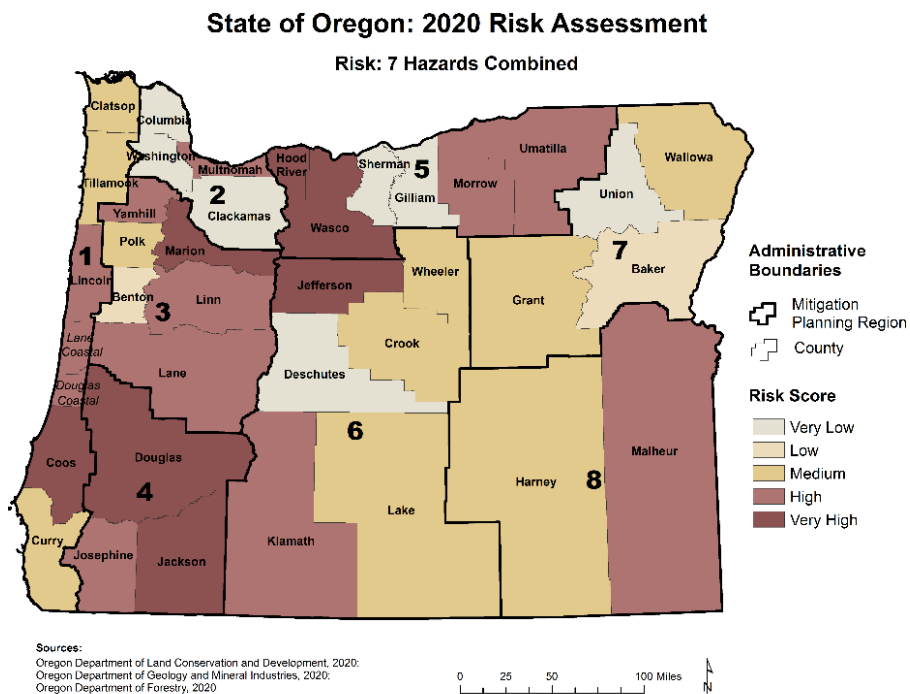 State of Oregon: 2020 Risk Assessment
Risk: 7 Hazards Combined
Clatsop
Columbia
Washington
Tillamook
Multnomah
Hood
River
Sherman
5
Gilliam
Morrow
Umatilla
Wallowa
Union
2
Clackamas
Yamhill
Polk
Marion
Wasco
1
Lincoln
Benton
3
Linn
Jefferson
Wheeler
Grant
7
Baker
Lane
Coastal
Lane
Douglas
Coastal
Deschutes
Crook
6
Coos
Douglas
4
Curry
Josephine
Jackson
Klamath
Lake
Harney
8
Malheur
Administrative
Boundaries
Mitigation
Planning Region
County
Risk Score
Very Low
Low
Medium
High
Very High
Sources:
Oregon Department of Land Conservation and Development, 2020;
Oregon Department of Geology and Mineral Industries, 2020;
Oregon Department of Forestry, 2020
0 25 50 100 Miles
N